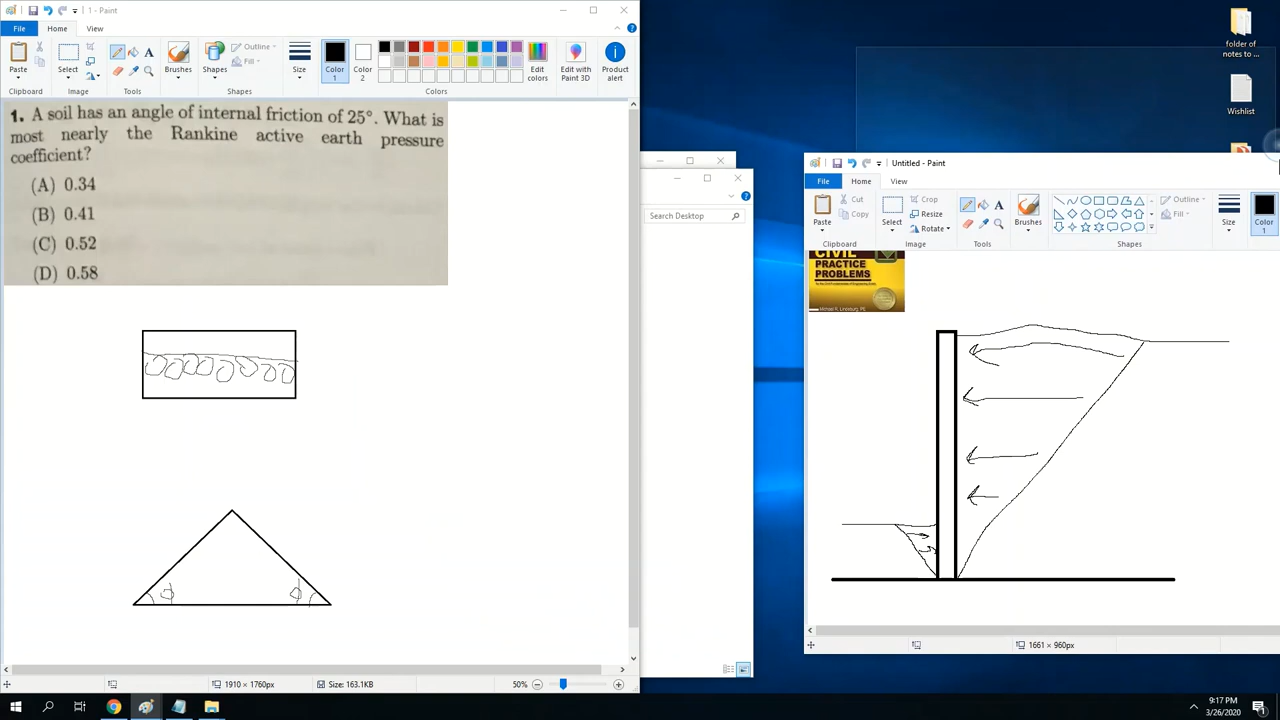 1 - Paint
File
Home
View
Paste
Select
Brushes
Shapes
Outline
Fill
Size
Color
1
Color
2
Edit
colors
Edit with
Paint 3D
Product
alert
Clipboard
Image
Tools
Shapes
Colors
1. A soil has an angle of internal friction of 25°. What is
most nearly the Rankine active earth pressure
coefficient?
(A) 0.34
(B) 0.41
(C) 0.52
(D) 0.58
1910 × 1760px
Size: 163.1KB
50%
Search Desktop
folder
of notes to ...
Wishlist
Untitled - Paint
File
Home
View
Paste
Cut
Copy
Select
Crop
Resize
Rotate
Brushes
Outline
Fill
Size
Color
1
Clipboard
Image
Tools
Shapes
CIVIL
PRACTICE
PROBLEMS
1661 × 960px
9:17 PM
3/26/2020